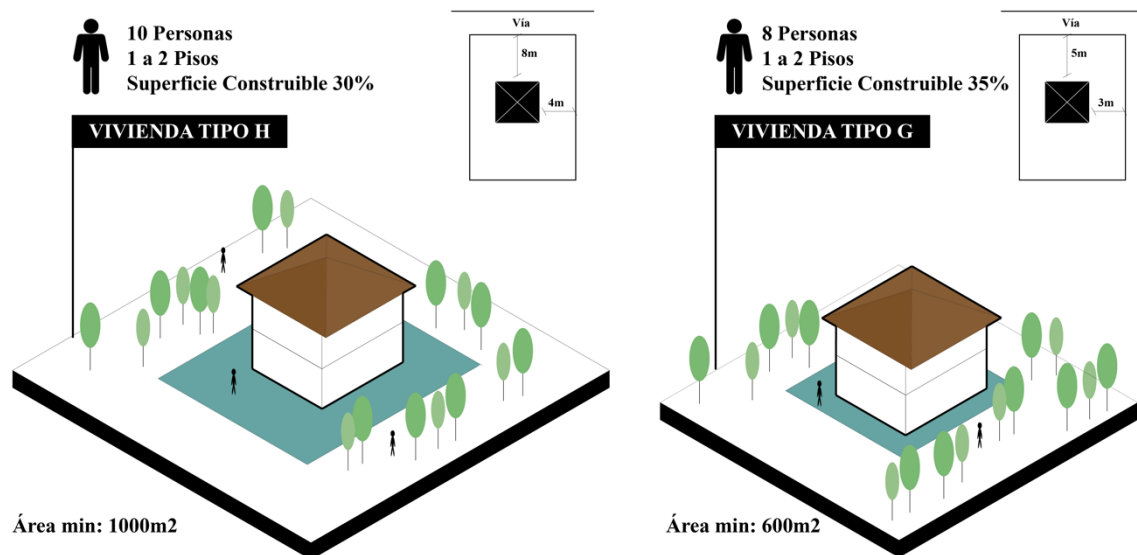 10 Personas
1 a 2 Pisos
Superficie Construible 30%
Vía
8m
4m
VIVIENDA TIPO H
Área min: 1000m2
8 Personas
1 a 2 Pisos
Superficie Construible 35%
Vía
5m
3m
VIVIENDA TIPO G
Área min: 600m2